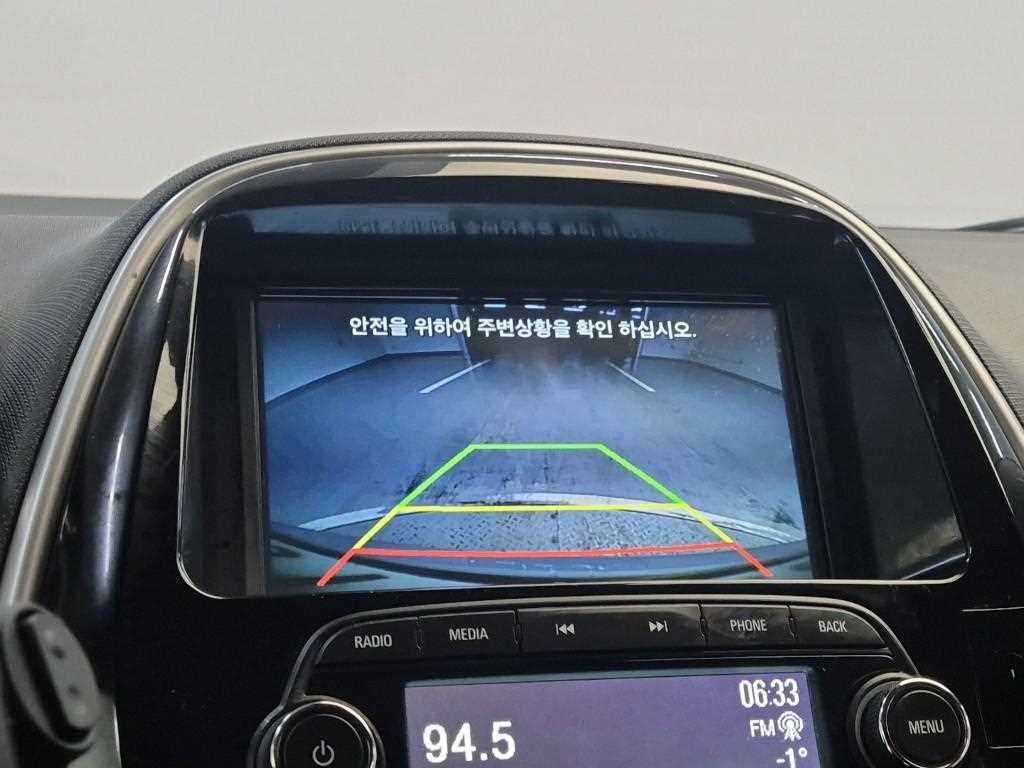 안전을 위하여 주변상황을 확인 하십시오.
RADIO MEDIA PHONE BACK
06:33
94.5 FM
-1°
MENU